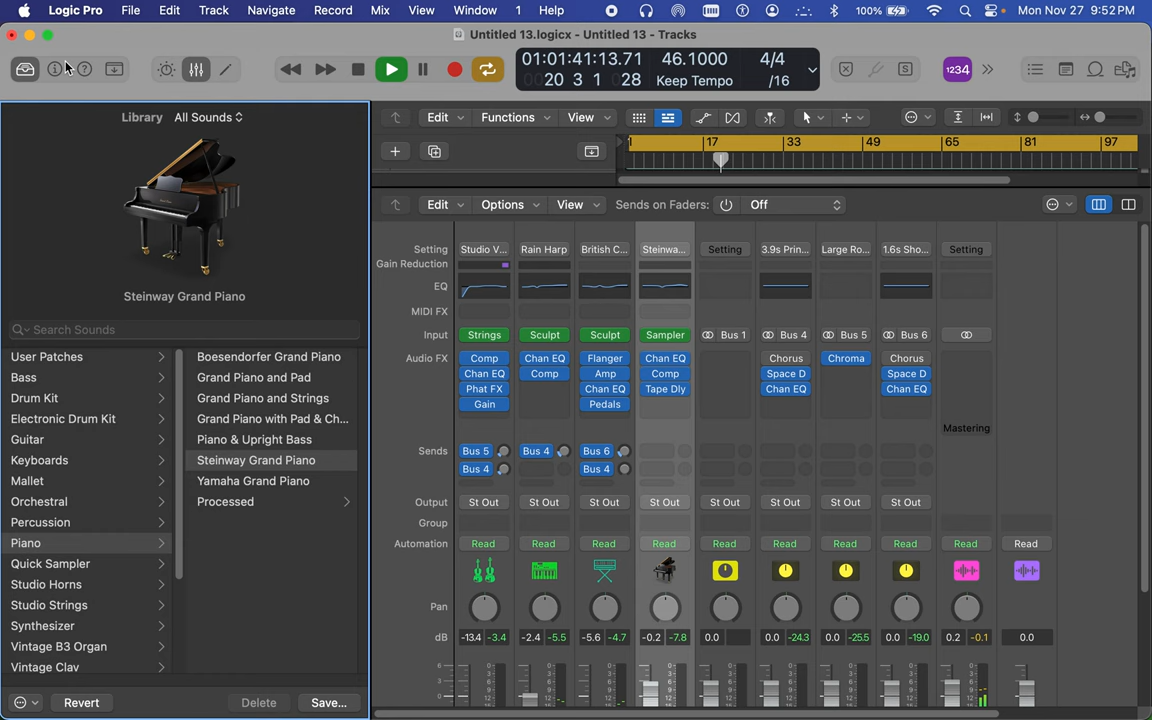 Logic Pro File Edit Track Navigate Record Mix View Window 1 Help 100% Mon Nov 27 9:52 PM
Untitled 13.logicx - Untitled 13 - Tracks
01:01:41:13.71 46.1000 4/4
0020 3 1 028 Keep Tempo /16
S 1234
Library All Sounds
Edit Functions View
1 17 33 49 65 81 97
Edit Options View Sends on Faders: Off
Steinway Grand Piano
Search Sounds
User Patches
Bass
Drum Kit
Electronic Drum Kit
Guitar
Keyboards
Mallet
Orchestral
Percussion
Piano
Quick Sampler
Studio Horns
Studio Strings
Synthesizer
Vintage B3 Organ
Vintage Clav
Boesendorfer Grand Piano
Grand Piano and Pad
Grand Piano and Strings
Grand Piano with Pad & Ch...
Piano & Upright Bass
Steinway Grand Piano
Yamaha Grand Piano
Processed
Revert Delete Save...
Setting Studio V... Rain Harp British C... Steinwa... Setting 3.9s Prin... Large Ro... 1.6s Sho... Setting
Gain Reduction
EQ
MIDI FX
Input Strings Sculpt Sculpt Sampler Bus 1 Bus 4 Bus 5 Bus 6
Audio FX Comp Chan EQ Flanger Chan EQ Chorus Chroma Chorus
Chan EQ Comp Amp Comp Space D Space D
Phat FX Chan EQ Tape Dly Chan EQ Chan EQ
Gain Pedals
Mastering
Sends Bus 5 Bus 4 Bus 6
Bus 4 Bus 4
Output St Out St Out St Out St Out St Out St Out St Out St Out
Group
Automation Read Read Read Read Read Read Read Read Read Read
Pan
dB -13.4 -3.4 -2.4 -5.5 -5.6 -4.7 -0.2 -7.8 0.0 0.0 -24.3 0.0 -25.5 0.0 -19.0 0.2 -0.1 0.0